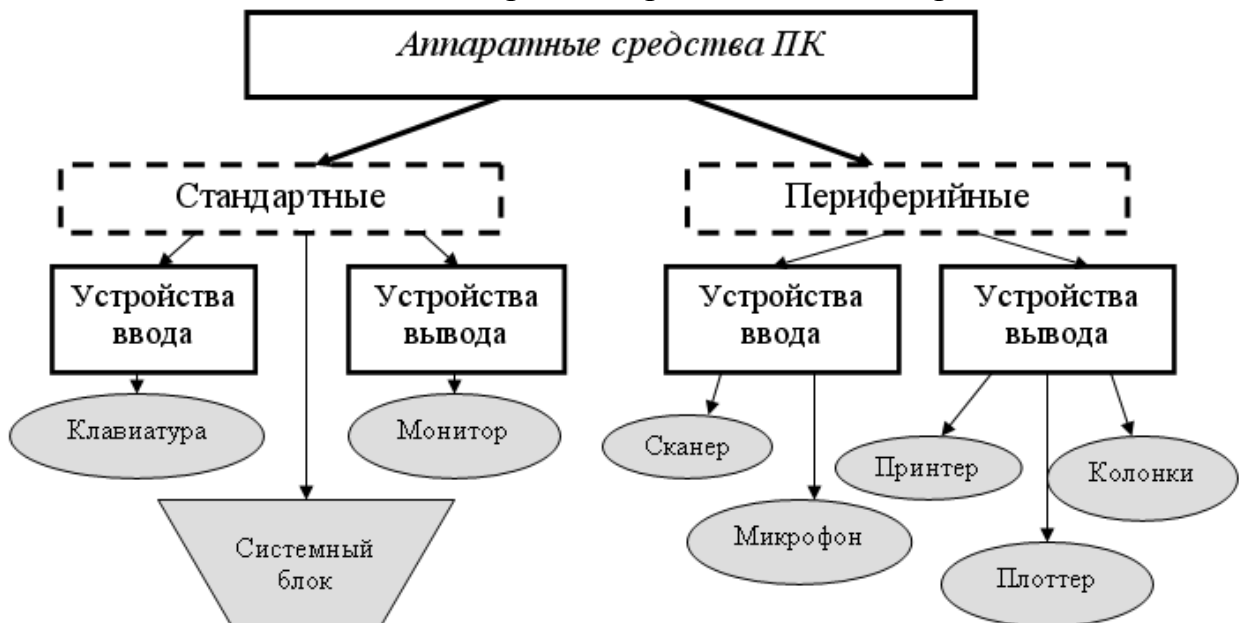 Аппаратные средства ПК
Стандартные
Периферийные
Устройства
ввода
Устройства
вывода
Устройства
ввода
Устройства
вывода
Клавиатура
Монитор
Сканер
Принтер
Колонки
Микрофон
Системный
блок
Плоттер